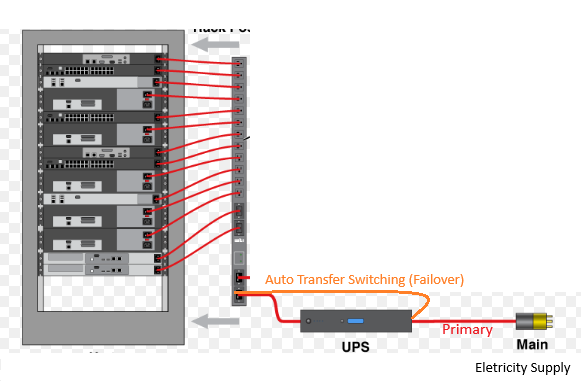 Auto Transfer Switching (Failover)
Primary
UPS
Main
Eletricity Supply